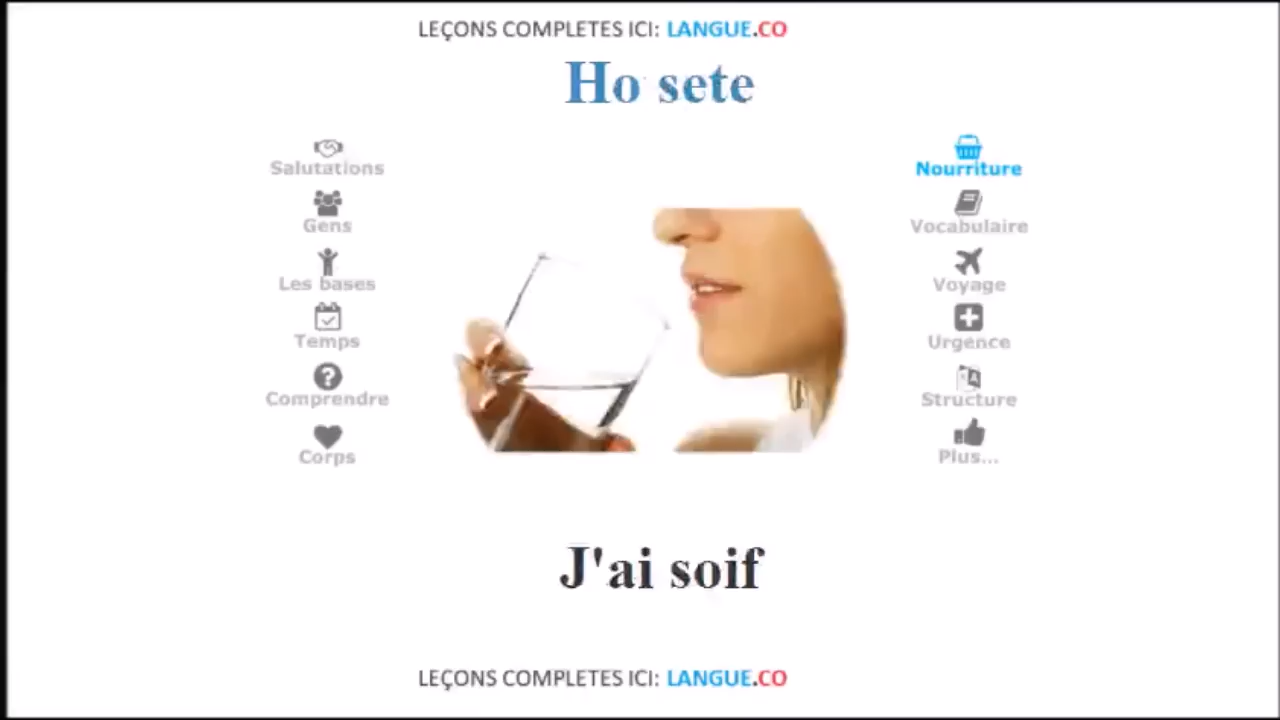 LEÇONS COMPLETES ICI: LANGUE.CO
Ho sete
Salutations
Gens
Les bases
Temps
Comprendre
Corps
Nourriture
Vocabulaire
Voyage
Urgence
Structure
Plus...
J'ai soif
LEÇONS COMPLETES ICI: LANGUE.CO